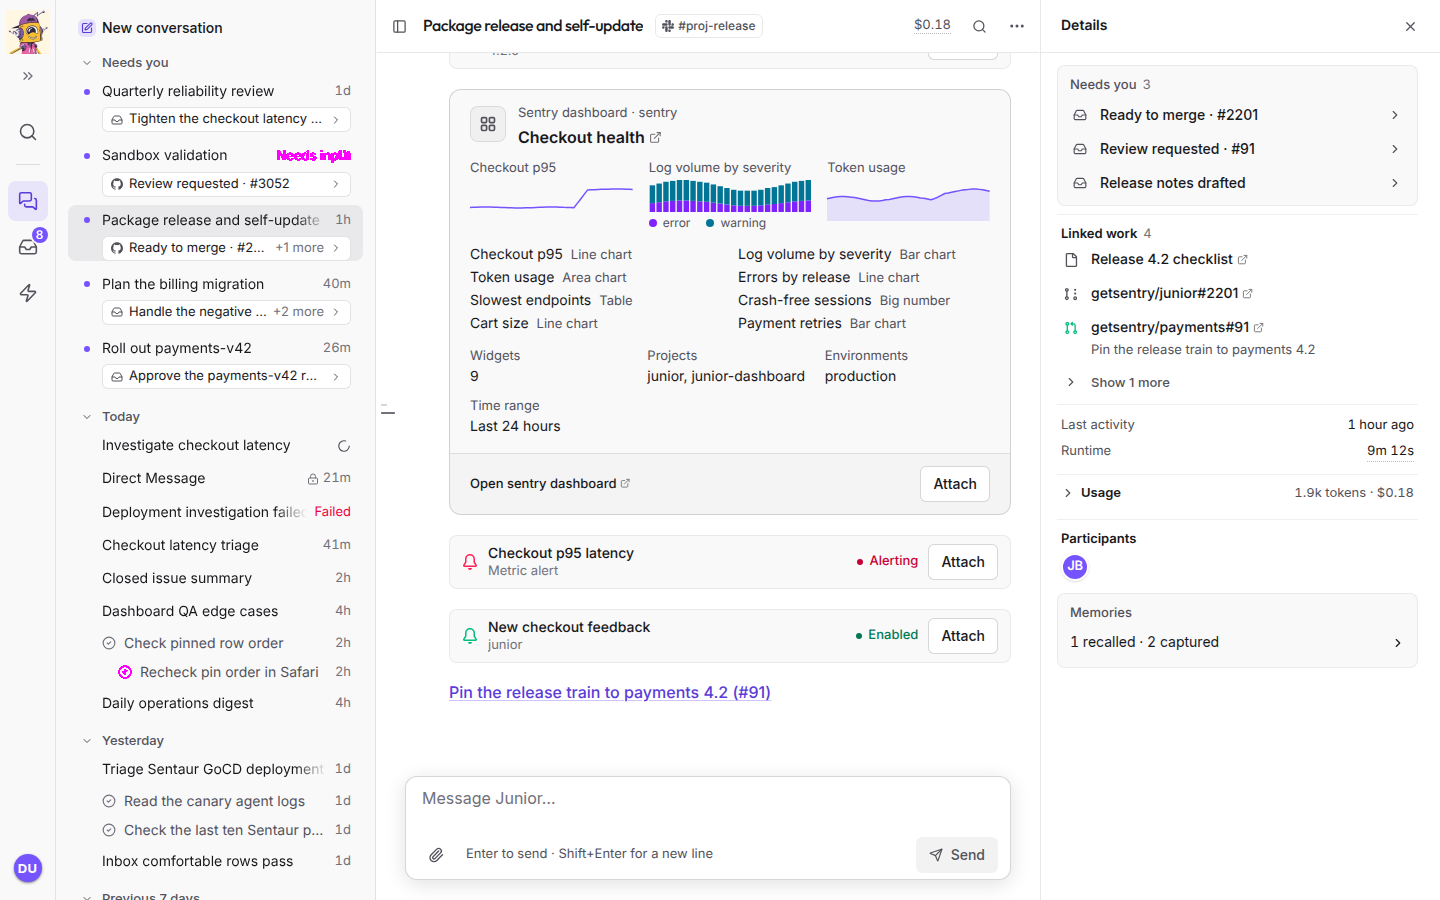 New conversation
Needs you
Quarterly reliability review 1d
Tighten the checkout latency ...
Sandbox validation
Review requested · #3052
Package release and self-update 1h
Ready to merge · #2... +1 more
8
Plan the billing migration 40m
Handle the negative ... +2 more
Roll out payments-v42 26m
Approve the payments-v42 r...
Today
Investigate checkout latency
Direct Message 21m
Deployment investigation failed Failed
Checkout latency triage 41m
Closed issue summary 2h
Dashboard QA edge cases 4h
Check pinned row order 2h
Recheck pin order in Safari 2h
Daily operations digest 4h
Yesterday
Triage Sentaur GoCD deployment 1d
Read the canary agent logs 1d
Check the last ten Sentaur p... 1d
Inbox comfortable rows pass 1d
Previous 7 days
DU
Package release and self-update #proj-release $0.18
Sentry dashboard · sentry
Checkout health
Checkout p95 Log volume by severity Token usage
error warning
Checkout p95 Line chart Log volume by severity Bar chart
Token usage Area chart Errors by release Line chart
Slowest endpoints Table Crash-free sessions Big number
Cart size Line chart Payment retries Bar chart
Widgets Projects Environments
9 junior, junior-dashboard production
Time range
Last 24 hours
Open sentry dashboard Attach
Checkout p95 latency
Metric alert
Alerting Attach
New checkout feedback
junior
Enabled Attach
Pin the release train to payments 4.2 (#91)
Message Junior...
Enter to send · Shift+Enter for a new line Send
Details
Needs you 3
Ready to merge · #2201
Review requested · #91
Release notes drafted
Linked work 4
Release 4.2 checklist
getsentry/junior#2201
getsentry/payments#91
Pin the release train to payments 4.2
Show 1 more
Last activity 1 hour ago
Runtime 9m 12s
Usage 1.9k tokens · $0.18
Participants
JB
Memories
1 recalled · 2 captured